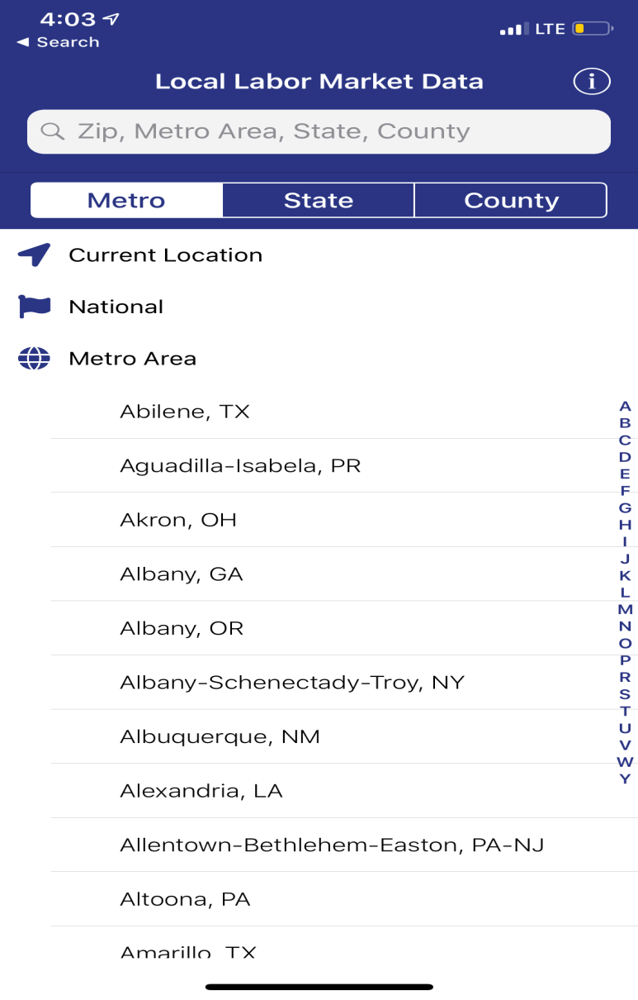 4:03
LTE
◀ Search
Local Labor Market Data
i
Zip, Metro Area, State, County
Metro State County
Current Location
National
Metro Area
Abilene, TX
Aguadilla-Isabela, PR
Akron, OH
Albany, GA
Albany, OR
Albany-Schenectady-Troy, NY
Albuquerque, NM
Alexandria, LA
Allentown-Bethlehem-Easton, PA-NJ
Altoona, PA
Amarillo, TX
A
B
C
D
E
F
G
H
I
J
K
L
M
N
O
P
R
S
T
U
V
W
Y